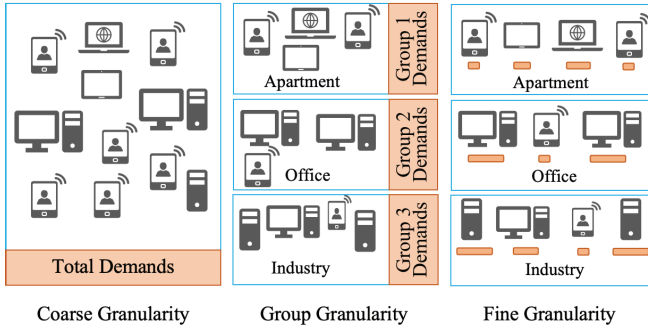 Total Demands
Coarse Granularity
Apartment
Group 1
Demands
Office
Group 2
Demands
Industry
Group 3
Demands
Group Granularity
Apartment
Office
Industry
Fine Granularity